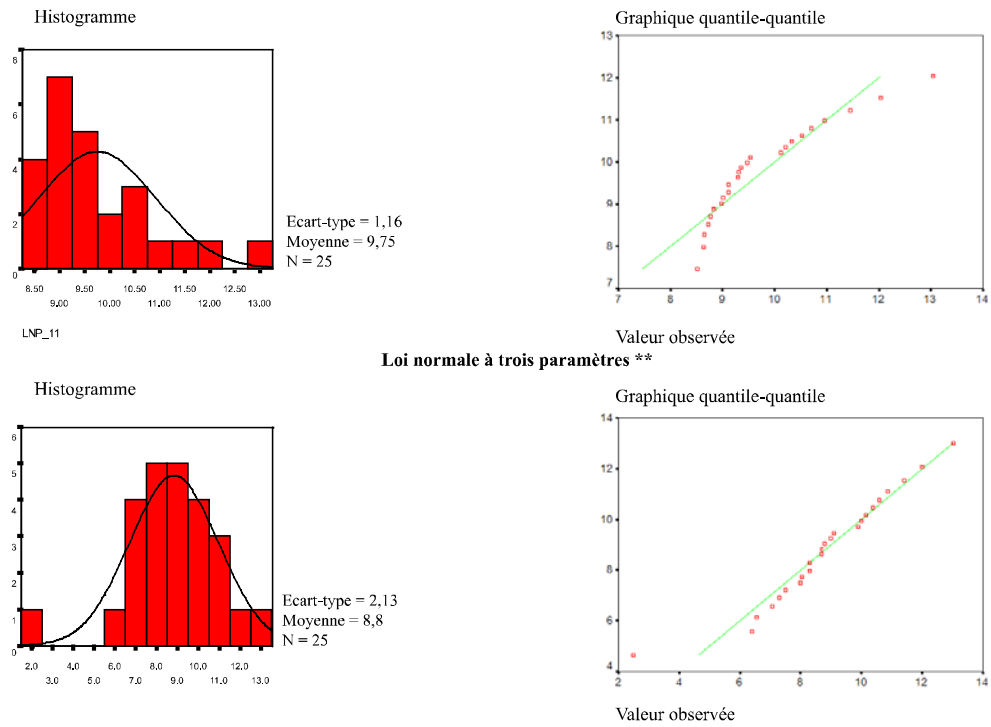 Histogramme
Graphique quantile-quantile
8
6
4
2
0
8.50 9.50 10.50 11.50 12.50
9.00 10.00 11.00 12.00 13.00
LNP_11
Ecart-type = 1,16
Moyenne = 9,75
N = 25
13
12
11
10
9
8
7
7 8 9 10 11 12 13 14
Valeur observée
Loi normale à trois paramètres **
Histogramme
Graphique quantile-quantile
6
5
4
3
2
1
0
2.0 4.0 6.0 8.0 10.0 12.0
3.0 5.0 7.0 9.0 11.0 13.0
Ecart-type = 2,13
Moyenne = 8,8
N = 25
14
12
10
8
6
4
2 4 6 8 10 12 14
Valeur observée